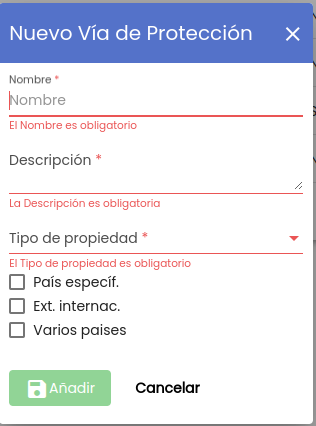 Nuevo Vía de Protección
Nombre *
Nombre
El Nombre es obligatorio
Descripción *
La Descripción es obligatoria
Tipo de propiedad *
El Tipo de propiedad es obligatorio
País específ.
Ext. internac.
Varios paises
Añadir Cancelar